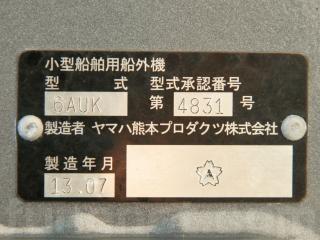 小型船舶用船外機
型 式 型式承認番号
6AUK 第 4831 号
製造者 ヤマハ熊本プロダクツ株式会社
製造年月
13.07